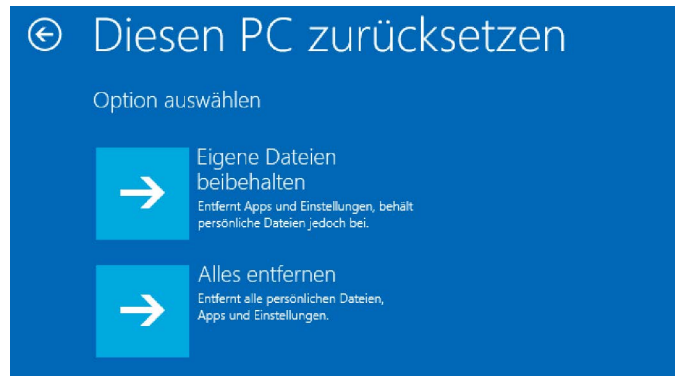 Diesen PC zurücksetzen
Option auswählen
Eigene Dateien
beibehalten
Entfernt Apps und Einstellungen, behält
persönliche Dateien jedoch bei.
Alles entfernen
Entfernt alle persönlichen Dateien,
Apps und Einstellungen.